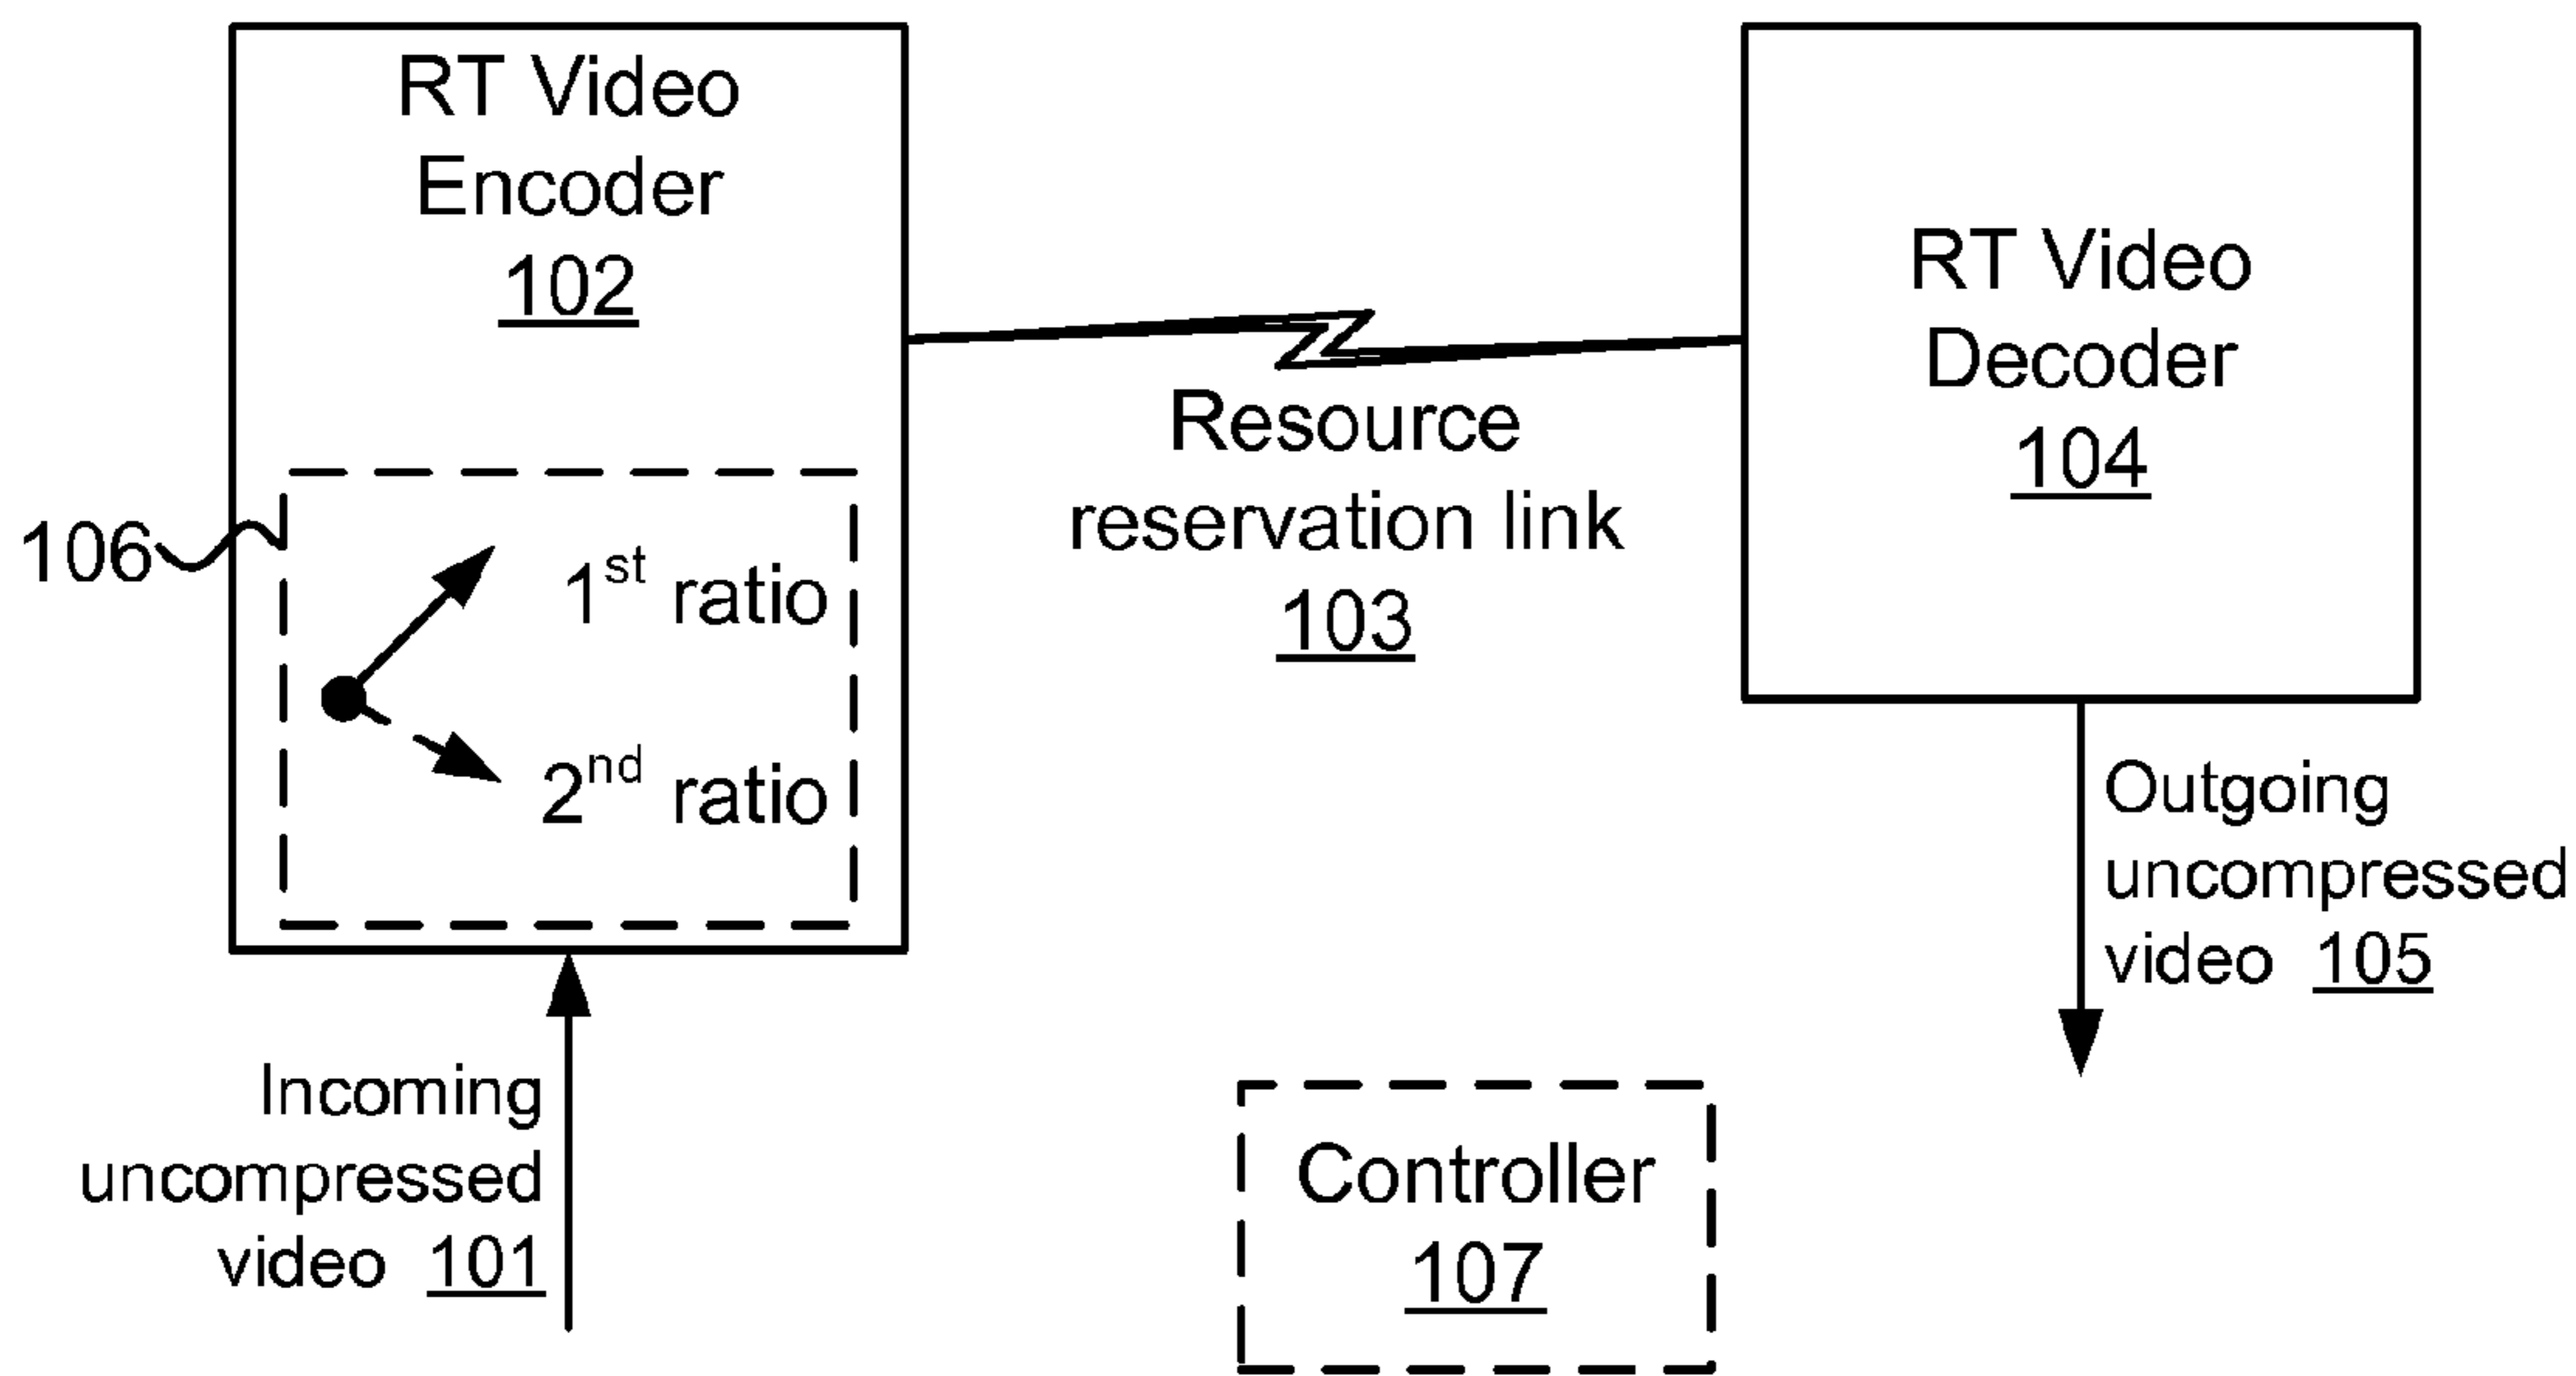 RT Video
Encoder
102
106
1st ratio
2nd ratio
Incoming
uncompressed
video 101
Resource
reservation link
103
RT Video
Decoder
104
Outgoing
uncompressed
video 105
Controller
107